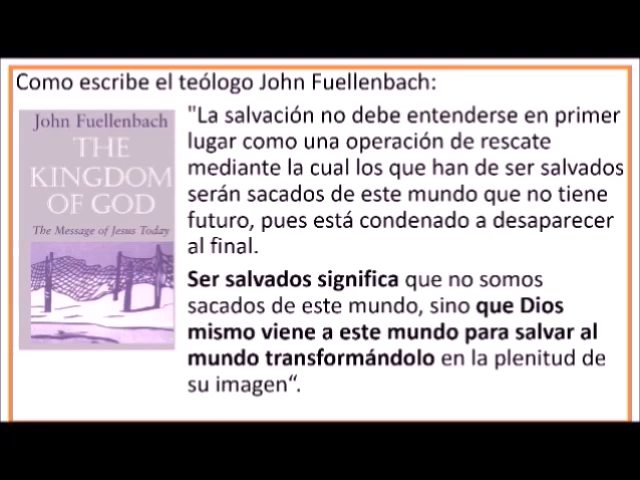 Como escribe el teólogo John Fuellenbach:
John Fuellenbach
THE
KINGDOM
OF GOD
The Message of Jesus Today
"La salvación no debe entenderse en primer
lugar como una operación de rescate
mediante la cual los que han de ser salvados
serán sacados de este mundo que no tiene
futuro, pues está condenado a desaparecer
al final.
Ser salvados significa que no somos
sacados de este mundo, sino que Dios
mismo viene a este mundo para salvar al
mundo transformándolo en la plenitud de
su imagen“.